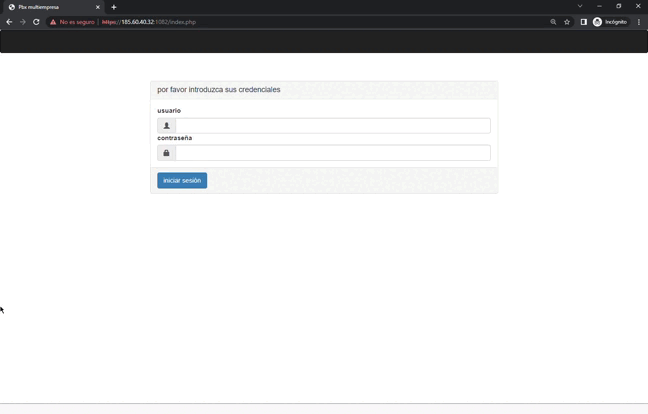 Pbx multiempresa
No es seguro | https://185.60.40.32:1082/index.php
Incógnito
por favor introduzca sus credenciales
usuario
contraseña
iniciar sesión